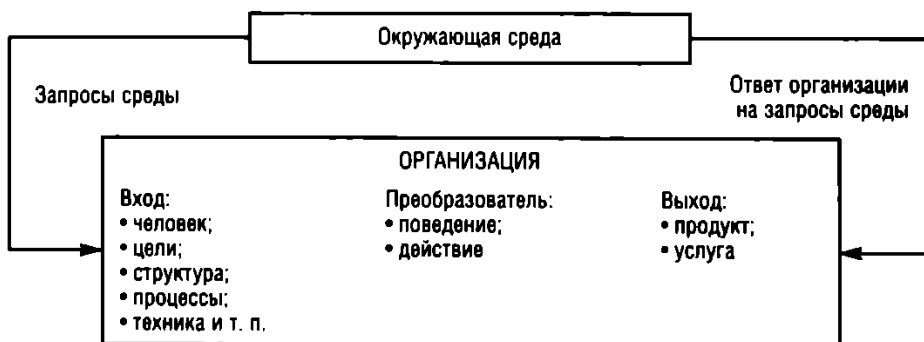 Окружающая среда
Запросы среды
Ответ организации
на запросы среды
ОРГАНИЗАЦИЯ
Вход:
• человек;
• цели;
• структура;
• процессы;
• техника и т. п.
Преобразователь:
• поведение;
• действие
Выход:
• продукт;
• услуга